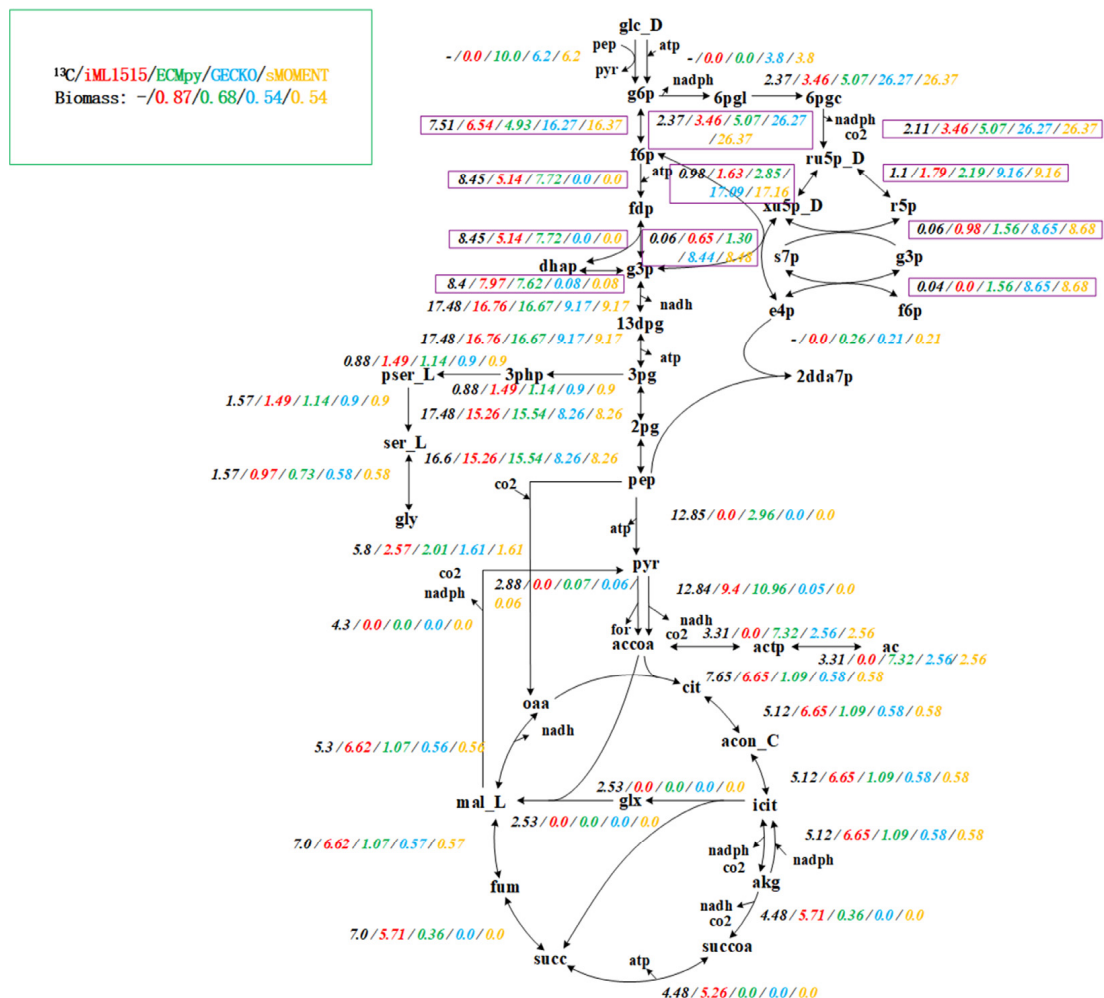 ¹³C/iML1515/ECMpy/GECKO/sMOMENT
Biomass: -/0.87/0.68/0.54/0.54
glc_D
pep
atp
pyr
- /0.0 / 10.0 / 6.2 / 6.2
- /0.0 / 0.0 / 3.8 / 3.8
nadph
2.37 / 3.46 / 5.07 / 26.27 / 26.37
g6p
6pgl
6pgc
7.51 / 6.54 / 4.93 / 16.27 / 16.37
2.37 / 3.46 / 5.07 / 26.27
/ 26.37
nadph
co2
2.11 / 3.46 / 5.07 / 26.27 / 26.37
f6p
ru5p_D
8.45 / 5.14 / 7.72 / 0.0 / 0.0
atp
0.98 / 1.63 / 2.85 /
17.09 / 17.16
1.1 / 1.79 / 2.19 / 9.16 / 9.16
fdp
xu5p_D
r5p
8.45 / 5.14 / 7.72 / 0.0 / 0.0
0.06 / 0.65 / 1.30
/ 8.44 / 8.48
0.06 / 0.98 / 1.56 / 8.65 / 8.68
s7p
g3p
dhap
g3p
8.4 / 7.97 / 7.62 / 0.08 / 0.08
0.04 / 0.0 / 1.56 / 8.65 / 8.68
17.48 / 16.76 / 16.67 / 9.17 / 9.17
nadh
e4p
f6p
13dpg
17.48 / 16.76 / 16.67 / 9.17 / 9.17
- / 0.0 / 0.26 / 0.21 / 0.21
atp
0.88 / 1.49 / 1.14 / 0.9 / 0.9
pser_L
3php
3pg
2dda7p
0.88 / 1.49 / 1.14 / 0.9 / 0.9
1.57 / 1.49 / 1.14 / 0.9 / 0.9
17.48 / 15.26 / 15.54 / 8.26 / 8.26
2pg
ser_L
16.6 / 15.26 / 15.54 / 8.26 / 8.26
1.57 / 0.97 / 0.73 / 0.58 / 0.58
co2
pep
gly
12.85 / 0.0 / 2.96 / 0.0 / 0.0
atp
5.8 / 2.57 / 2.01 / 1.61 / 1.61
pyr
co2
nadph
2.88 / 0.0 / 0.07 / 0.06 /
0.06
12.84 / 9.4 / 10.96 / 0.05 / 0.0
4.3 / 0.0 / 0.0 / 0.0 / 0.0
for
nadh
co2
3.31 / 0.0 / 7.32 / 2.56 / 2.56
accoa
actp
ac
3.31 / 0.0 / 7.32 / 2.56 / 2.56
7.65 / 6.65 / 1.09 / 0.58 / 0.58
cit
oaa
5.12 / 6.65 / 1.09 / 0.58 / 0.58
nadh
acon_C
5.3 / 6.62 / 1.07 / 0.56 / 0.56
5.12 / 6.65 / 1.09 / 0.58 / 0.58
2.53 / 0.0 / 0.0 / 0.0 / 0.0
mal_L
glx
icit
2.53 / 0.0 / 0.0 / 0.0 / 0.0
7.0 / 6.62 / 1.07 / 0.57 / 0.57
5.12 / 6.65 / 1.09 / 0.58 / 0.58
nadph
co2
nadph
fum
akg
nadh
co2
4.48 / 5.71 / 0.36 / 0.0 / 0.0
7.0 / 5.71 / 0.36 / 0.0 / 0.0
succ
succoa
atp
4.48 / 5.26 / 0.0 / 0.0 / 0.0